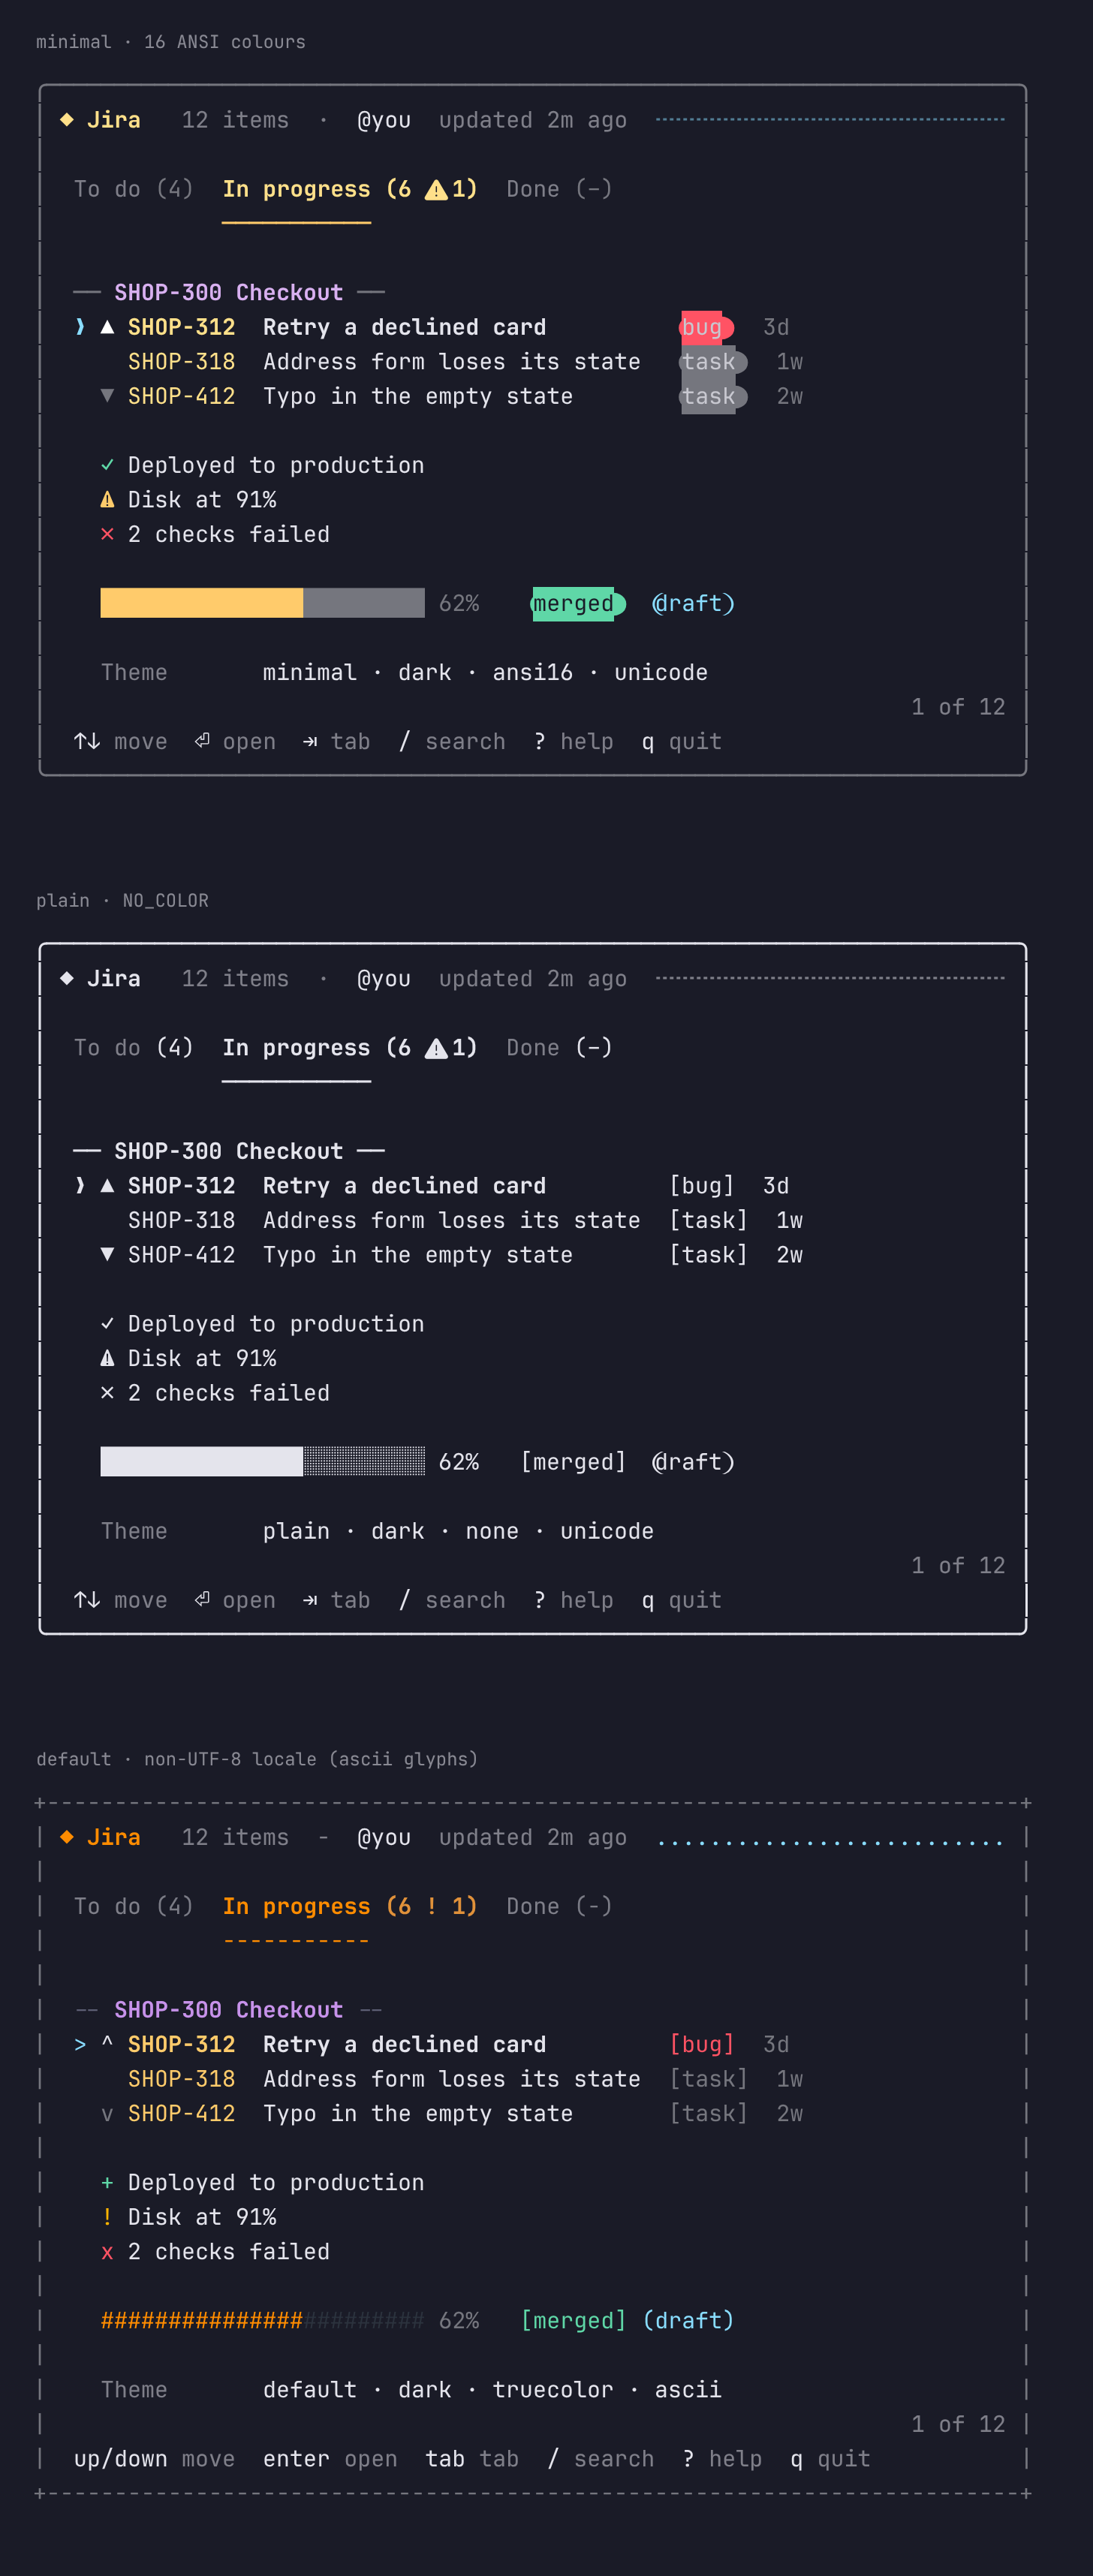 minimal · 16 ANSI colours
◆ Jira   12 items  ·  @you  updated 2m ago
To do (4)  In progress (6 ⚠1)  Done (–)
── SHOP-300 Checkout ──
❱ ▲ SHOP-312  Retry a declined card  bug  3d
SHOP-318  Address form loses its state  task  1w
▼ SHOP-412  Typo in the empty state  task  2w
✓ Deployed to production
⚠ Disk at 91%
✕ 2 checks failed
62%  merged  (draft)
Theme  minimal · dark · ansi16 · unicode
1 of 12
↑↓ move  ⏎ open  ⇥ tab  / search  ? help  q quit
plain · NO_COLOR
◆ Jira   12 items  ·  @you  updated 2m ago
To do (4)  In progress (6 ⚠1)  Done (–)
── SHOP-300 Checkout ──
❱ ▲ SHOP-312  Retry a declined card  [bug]  3d
SHOP-318  Address form loses its state  [task]  1w
▼ SHOP-412  Typo in the empty state  [task]  2w
✓ Deployed to production
⚠ Disk at 91%
✕ 2 checks failed
62%  [merged]  (draft)
Theme  plain · dark · none · unicode
1 of 12
↑↓ move  ⏎ open  ⇥ tab  / search  ? help  q quit
default · non-UTF-8 locale (ascii glyphs)
◆ Jira   12 items  -  @you  updated 2m ago  ..........................
To do (4)  In progress (6 ! 1)  Done (-)
-----------
-- SHOP-300 Checkout --
> ^ SHOP-312  Retry a declined card  [bug]  3d
SHOP-318  Address form loses its state  [task]  1w
v SHOP-412  Typo in the empty state  [task]  2w
+ Deployed to production
! Disk at 91%
x 2 checks failed
######################## 62%  [merged] (draft)
Theme  default · dark · truecolor · ascii
1 of 12
up/down move  enter open  tab tab  / search  ? help  q quit